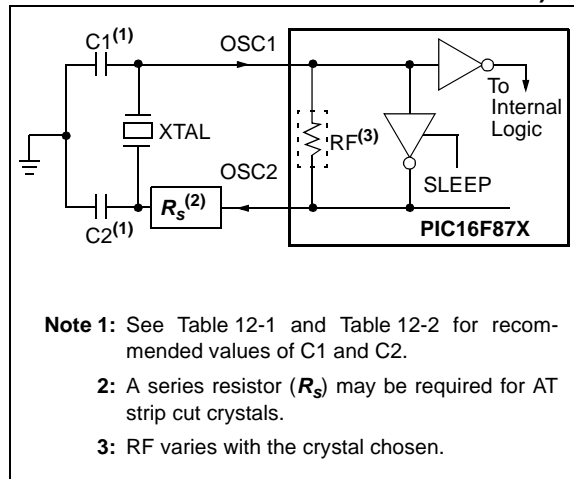 C1(1)
OSC1
To
Internal
Logic
XTAL
RF(3)
OSC2
SLEEP
Rs(2)
C2(1)
PIC16F87X
Note 1: See Table 12-1 and Table 12-2 for recom-
mended values of C1 and C2.
2: A series resistor (Rs) may be required for AT
strip cut crystals.
3: RF varies with the crystal chosen.